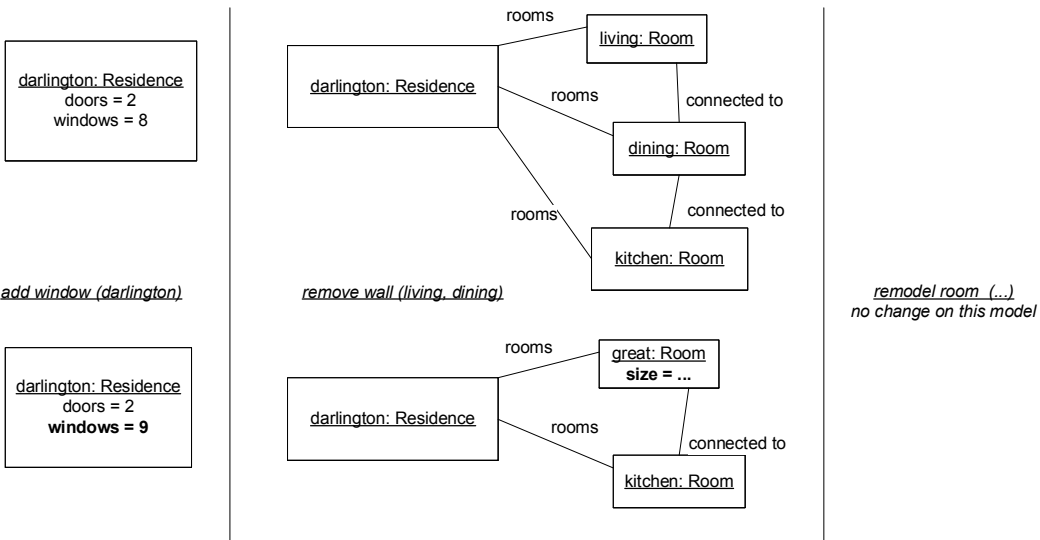 darlington: Residence
doors = 2
windows = 8
add window (darlington)
darlington: Residence
doors = 2
windows = 9
rooms
living: Room
darlington: Residence
rooms
connected to
dining: Room
rooms
connected to
kitchen: Room
remove wall (living, dining)
rooms
great: Room
size = ...
darlington: Residence
rooms
connected to
kitchen: Room
remodel room (...)
no change on this model